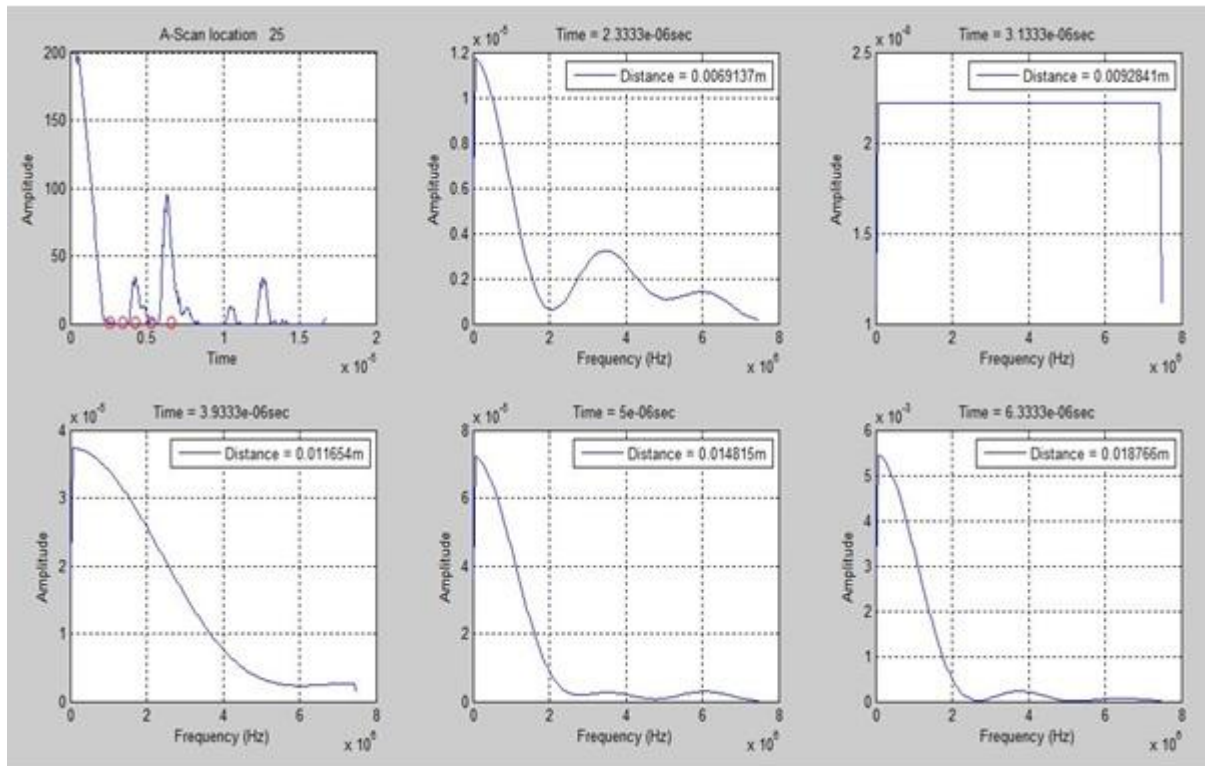 A-Scan location 25
200
150
100
50
0
Amplitude
0 0.5 1 1.5 2
Time
x 10⁻⁵
x 10⁻⁵ Time = 2.3333e-06sec
Distance = 0.0069137m
1.2
1
0.8
0.6
0.4
0.2
0
Amplitude
0 2 4 6 8
Frequency (Hz)
x 10⁶
Time = 3.1333e-06sec
Distance = 0.0092841m
2.5
2
1.5
1
Amplitude
0 2 4 6 8
Frequency (Hz)
x 10⁶
x 10⁻⁵ Time = 3.9333e-06sec
Distance = 0.011654m
4
3
2
1
0
Amplitude
0 2 4 6 8
Frequency (Hz)
x 10⁶
x 10⁻⁵ Time = 5e-06sec
Distance = 0.014815m
8
6
4
2
0
Amplitude
0 2 4 6 8
Frequency (Hz)
x 10⁶
x 10⁻³ Time = 6.3333e-06sec
Distance = 0.018766m
6
5
4
3
2
1
0
Amplitude
0 2 4 6 8
Frequency (Hz)
x 10⁶